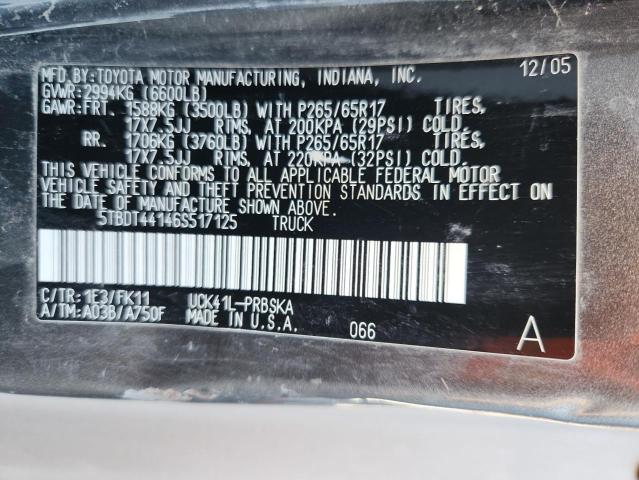 MFD.BY:TOYOTA MOTOR MANUFACTURING, INDIANA, INC. 12/05
GVWR:2994KG (6600LB)
GAWR:FRT. 1588KG (3500LB) WITH P265/65R17 TIRES,
17X7.5JJ RIMS, AT 200KPA (29PSI) COLD.
RR. 1706KG (3760LB) WITH P265/65R17 TIRES,
17X7.5JJ RIMS, AT 220KPA (32PSI) COLD.
THIS VEHICLE CONFORMS TO ALL APPLICABLE FEDERAL MOTOR
VEHICLE SAFETY AND THEFT PREVENTION STANDARDS IN EFFECT ON
THE DATE OF MANUFACTURE SHOWN ABOVE.
5TBDT44146S517125 TRUCK
C/TR:1E3/FK11 UCK41L-PRBSKA
A/TM:A03B/A750F MADE IN U.S.A. 066 A